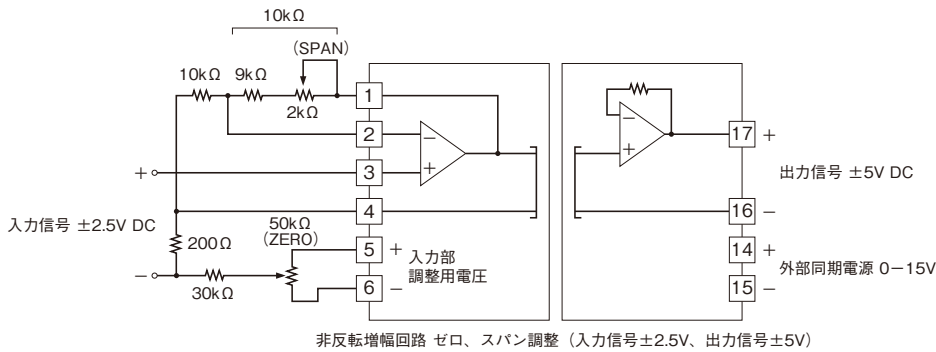 10kΩ
(SPAN)
10kΩ 9kΩ
2kΩ
1
2
3
4
5
6
+
−
+
入力信号 ±2.5V DC
−
200Ω
30kΩ
50kΩ
(ZERO)
+ 入力部
調整用電圧
−
−
+
17 +
出力信号 ±5V DC
16 −
14 +
外部同期電源 0−15V
15 −
非反転増幅回路 ゼロ、スパン調整(入力信号±2.5V、出力信号±5V)